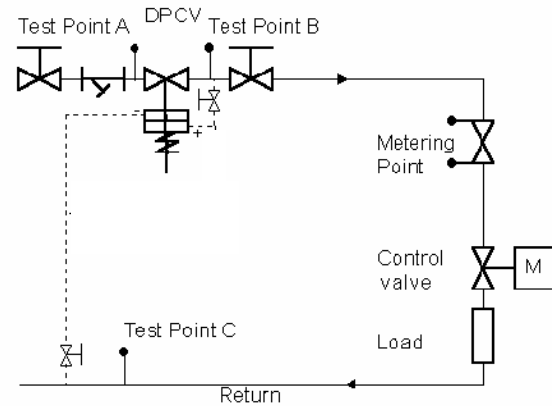 DPCV
Test Point A
Test Point B
-
+
Metering
Point
Control
valve
M
Load
Test Point C
Return